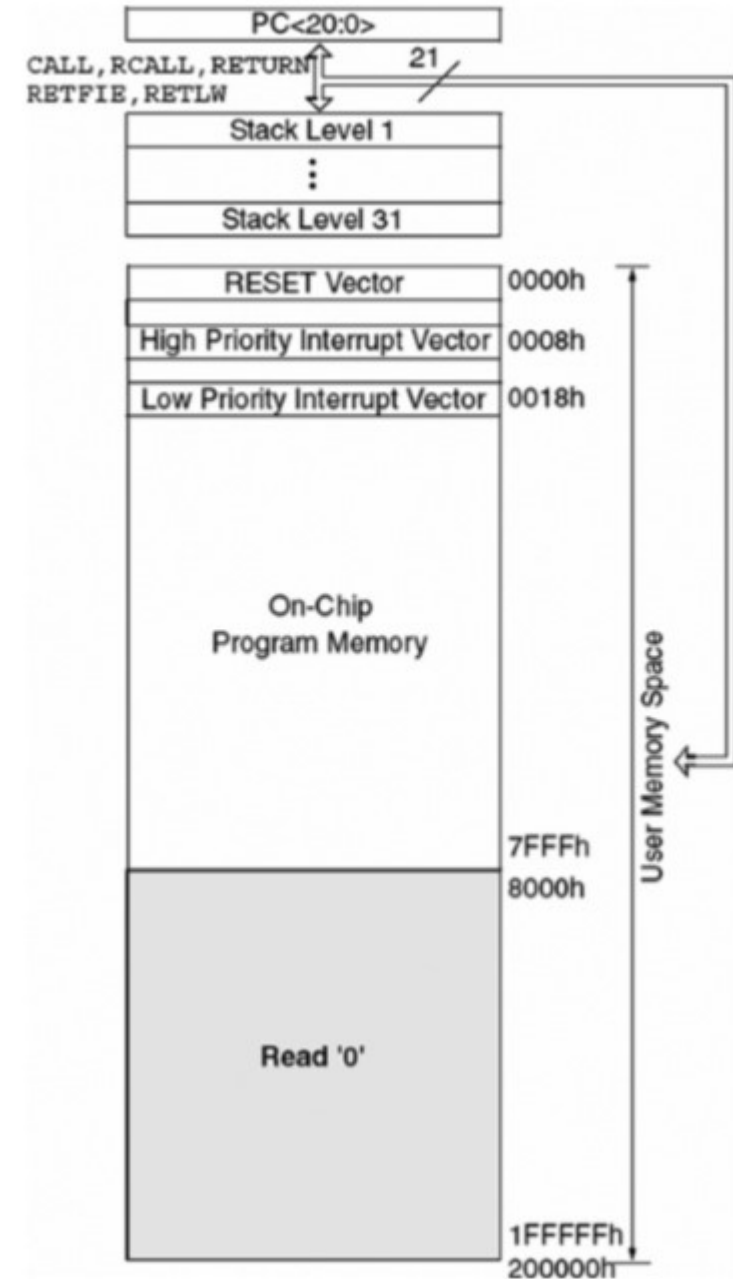 PC<20:0>
CALL,RCALL,RETURN
21
RETFIE,RETLW
Stack Level 1
Stack Level 31
RESET Vector
0000h
High Priority Interrupt Vector
0008h
Low Priority Interrupt Vector
0018h
On-Chip
Program Memory
User Memory Space
7FFFh
8000h
Read '0'
1FFFFFh
200000h